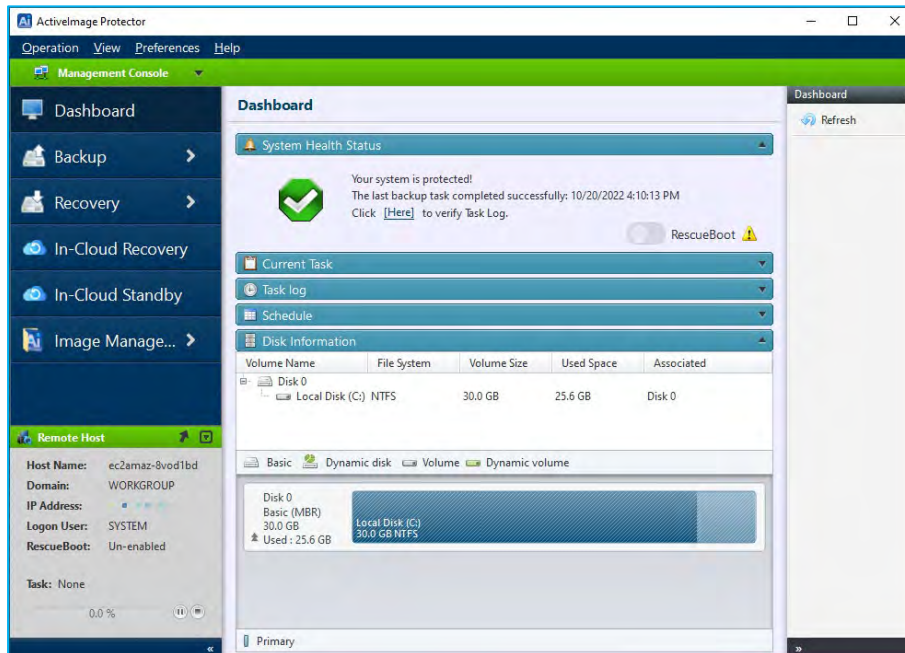 ActiveImage Protector
Operation View Preferences Help
Management Console
Dashboard
Backup
Recovery
In-Cloud Recovery
In-Cloud Standby
Image Manage...
Remote Host
Host Name: ec2amaz-8vod1bd
Domain: WORKGROUP
IP Address:
Logon User: SYSTEM
RescueBoot: Un-enabled
Task: None
0.0 %
«
Dashboard
System Health Status
Your system is protected!
The last backup task completed successfully: 10/20/2022 4:10:13 PM
Click [Here] to verify Task Log.
RescueBoot
Current Task
Task log
Schedule
Disk Information
Volume Name File System Volume Size Used Space Associated
Disk 0
Local Disk (C:) NTFS 30.0 GB 25.6 GB Disk 0
Basic Dynamic disk Volume Dynamic volume
Disk 0
Basic (MBR)
30.0 GB
Used : 25.6 GB
Local Disk (C:)
30.0 GB NTFS
Primary
Dashboard
Refresh
»